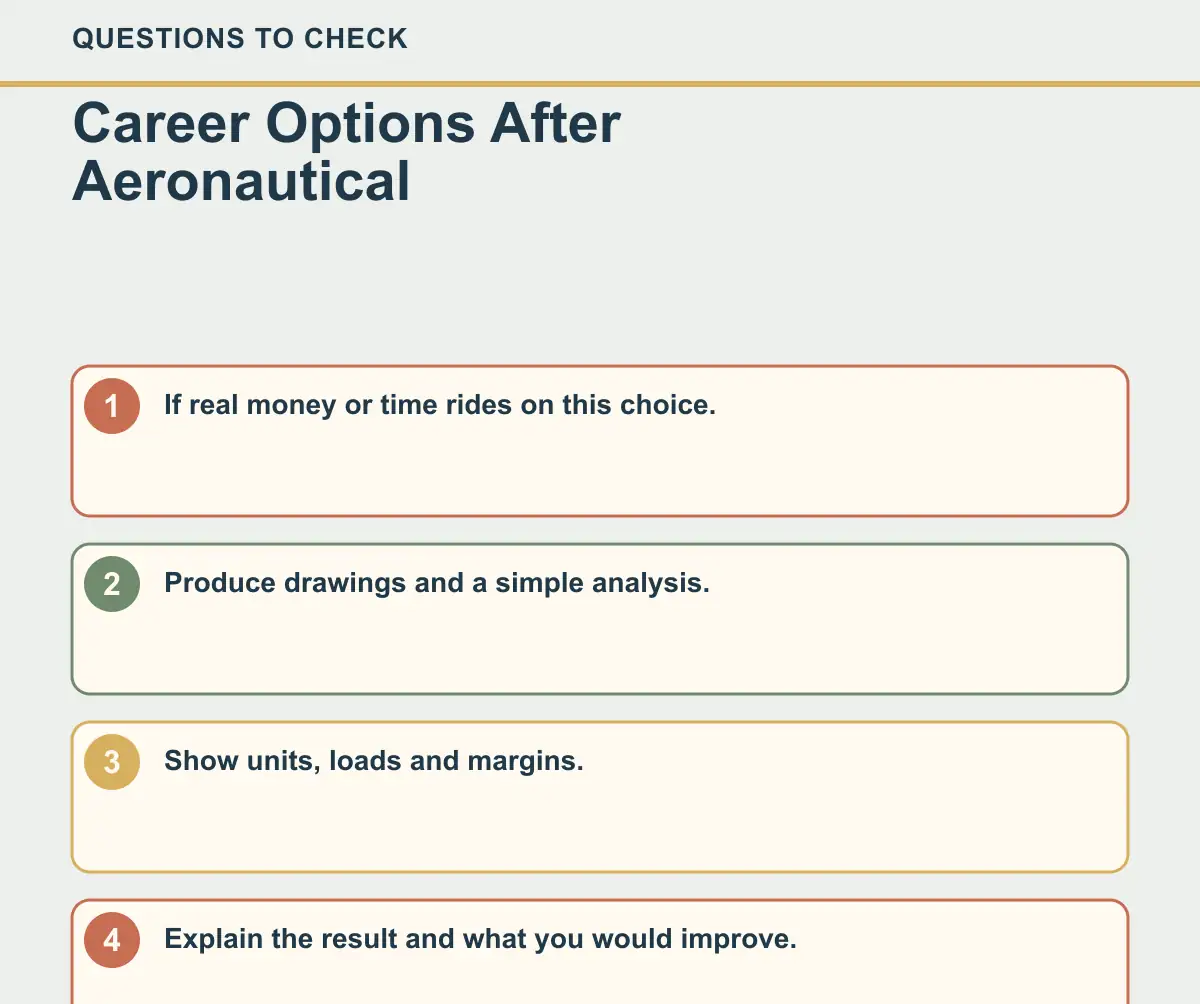 QUESTIONS TO CHECK
Career Options After
Aeronautical
1 If real money or time rides on this choice.
2 Produce drawings and a simple analysis.
3 Show units, loads and margins.
4 Explain the result and what you would improve.